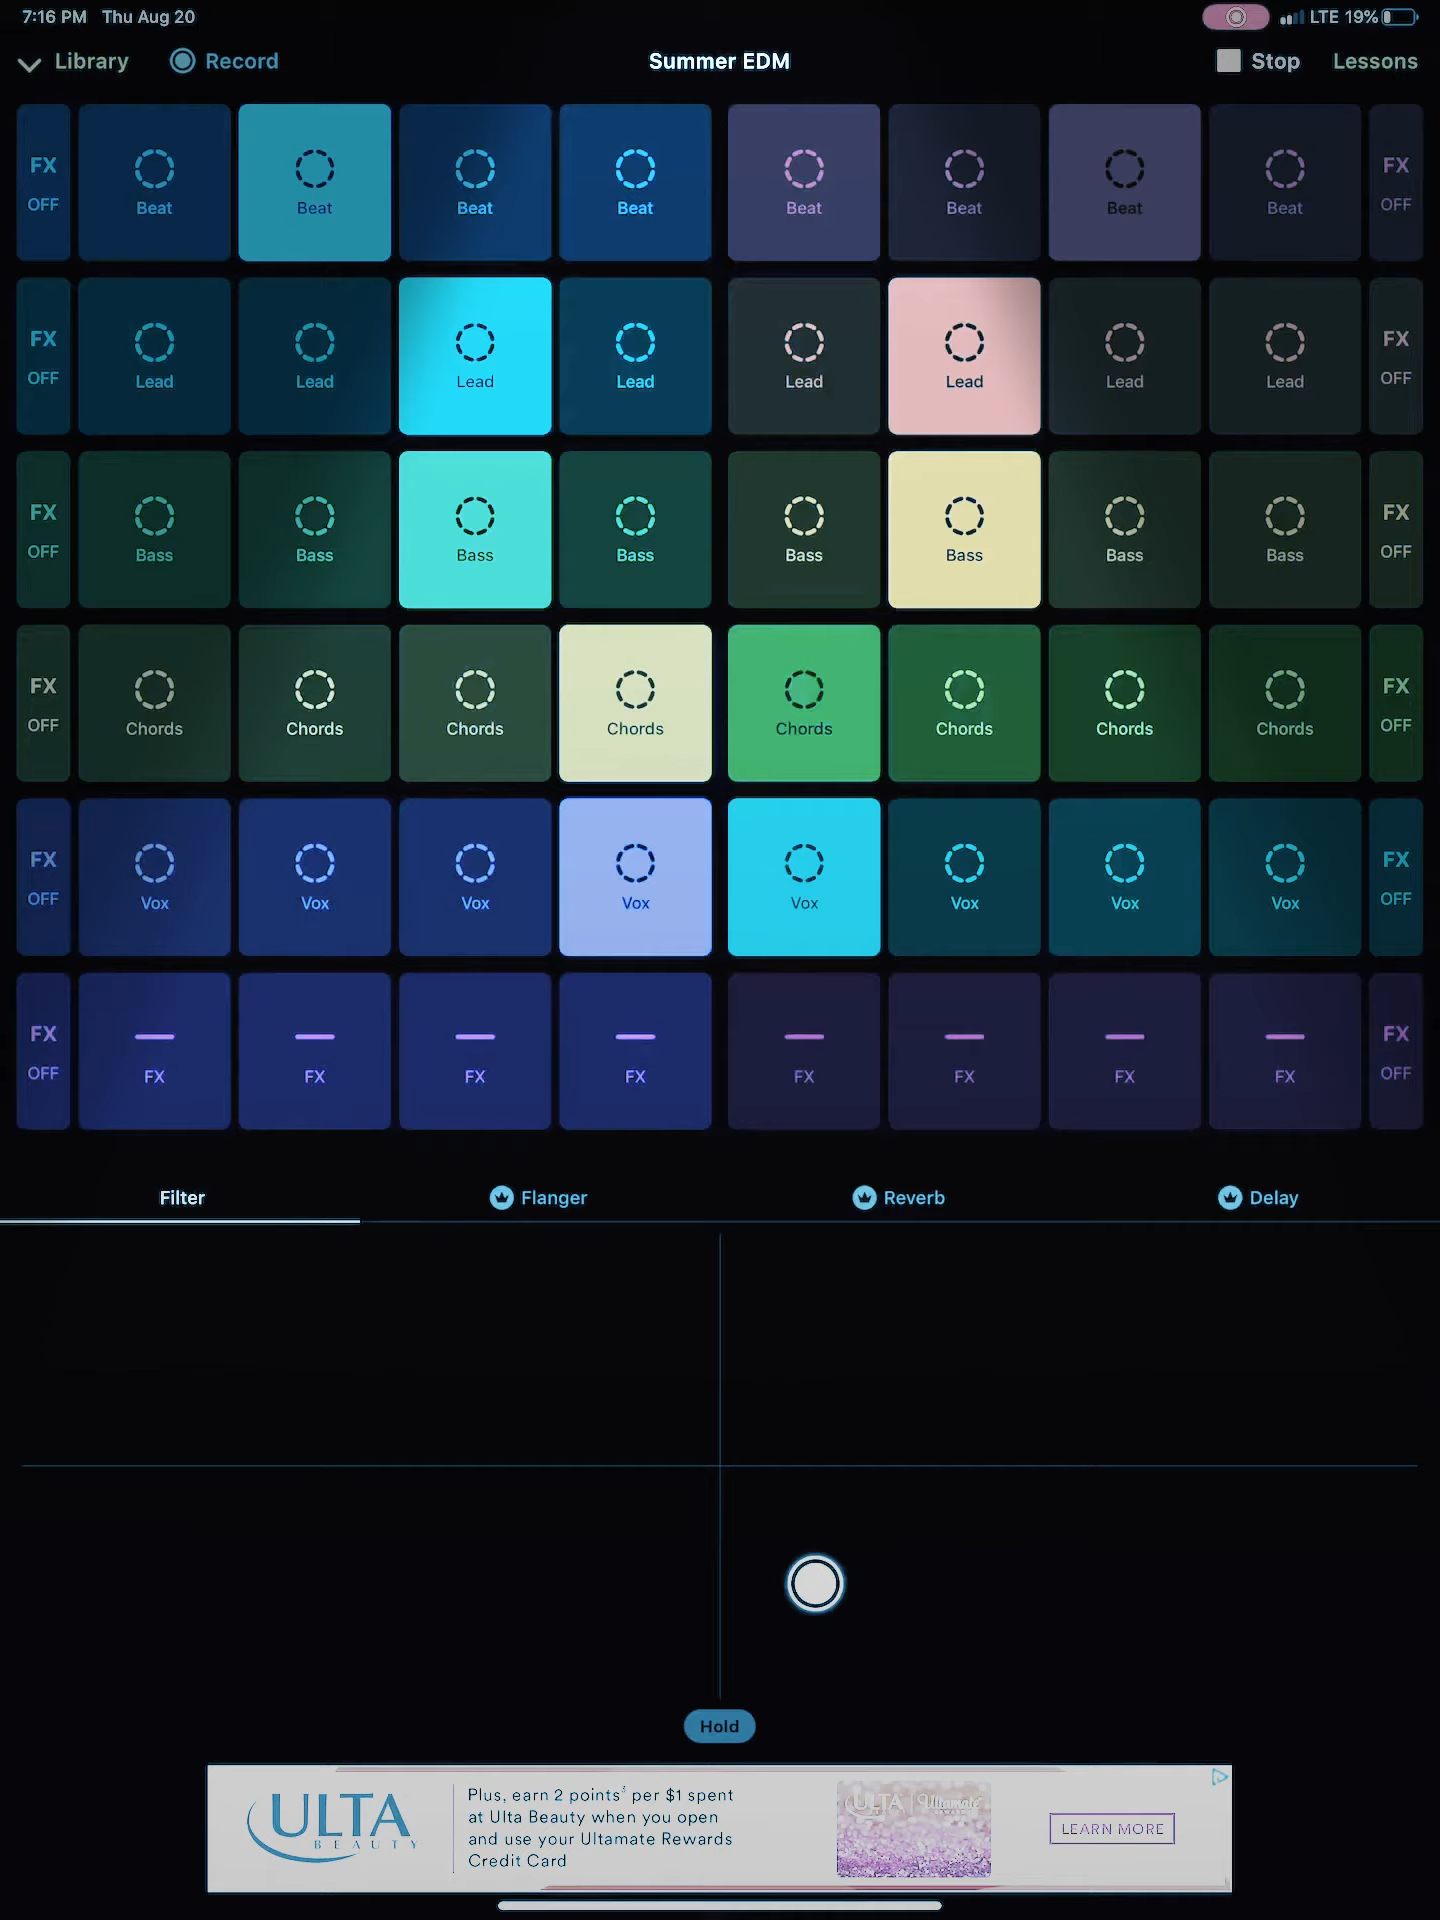 7:16 PM Thu Aug 20 LTE 19%
Library Record Summer EDM Stop Lessons
FX OFF Beat Beat Beat Beat Beat Beat Beat Beat FX OFF
FX OFF Lead Lead Lead Lead Lead Lead Lead Lead FX OFF
FX OFF Bass Bass Bass Bass Bass Bass Bass Bass FX OFF
FX OFF Chords Chords Chords Chords Chords Chords Chords Chords FX OFF
FX OFF Vox Vox Vox Vox Vox Vox Vox Vox FX OFF
FX OFF FX FX FX FX FX FX FX FX FX OFF
Filter Flanger Reverb Delay
Hold
ULTA
BEAUTY
Plus, earn 2 points³ per $1 spent
at Ulta Beauty when you open
and use your Ultamate Rewards
Credit Card
ULTA Ultamate
LEARN MORE